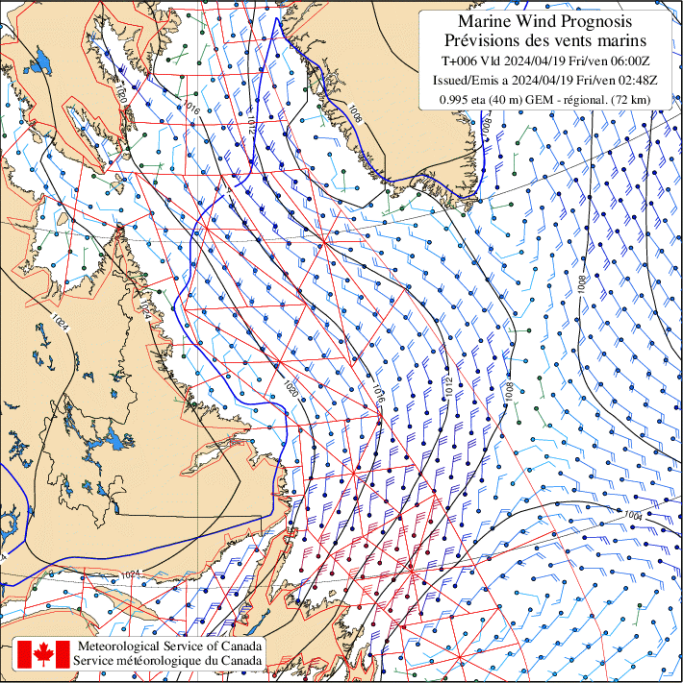 Marine Wind Prognosis
Prévisions des vents marins
T+006 Vld 2024/04/19 Fri/ven 06:00Z
Issued/Emis a 2024/04/19 Fri/ven 02:48Z
0.995 eta (40 m) GEM - régional. (72 km)
1020
1016
1012
1008
1008
1008
1024
1024
1020
1016
1012
1008
1004
1024
Meteorological Service of Canada
Service météorologique du Canada